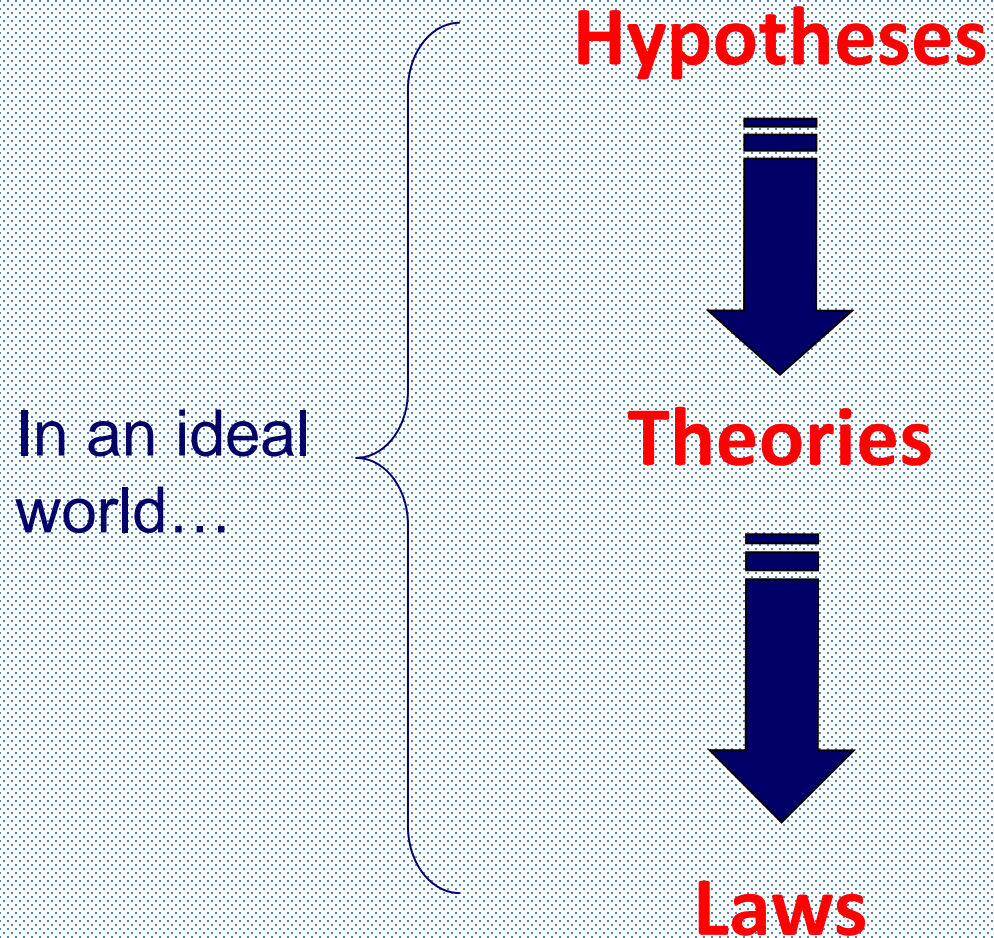 Hypotheses
In an ideal
world…
Theories
Laws